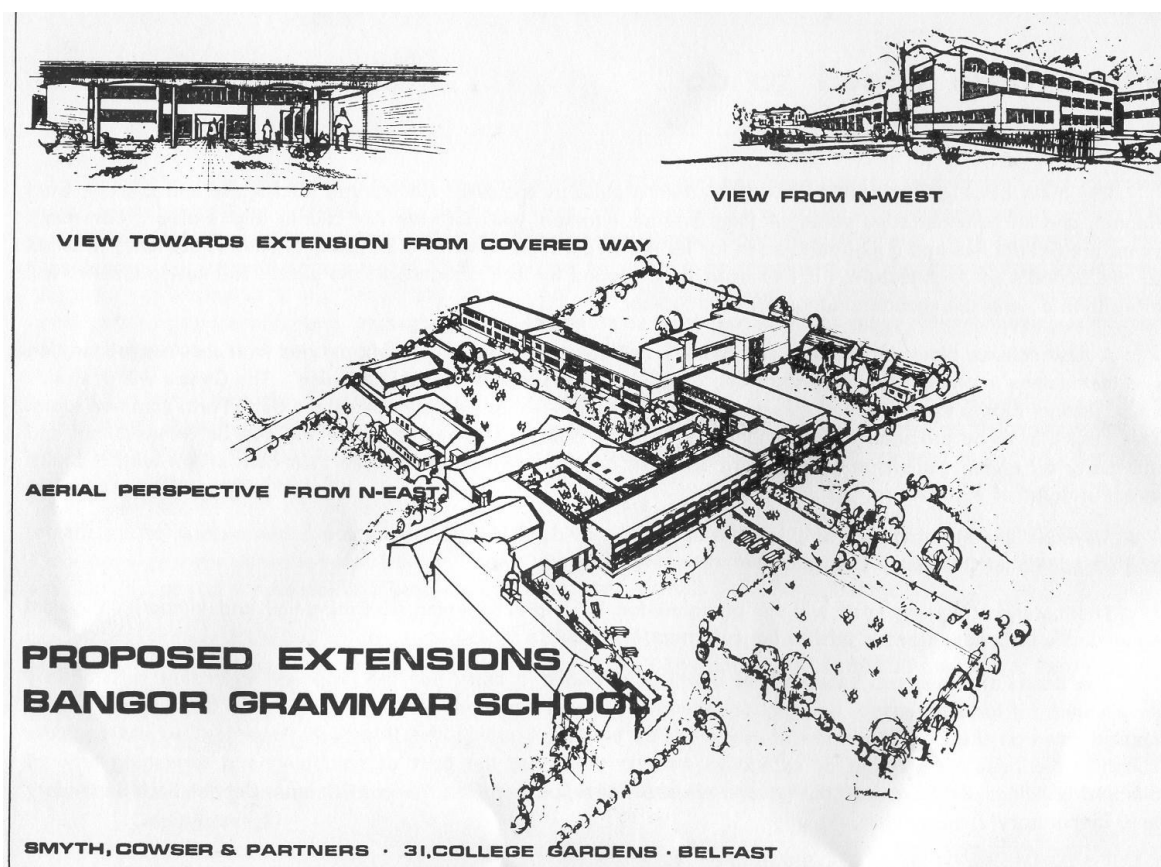 VIEW FROM N-WEST
VIEW TOWARDS EXTENSION FROM COVERED WAY
AERIAL PERSPECTIVE FROM N-EAST
PROPOSED EXTENSIONS
BANGOR GRAMMAR SCHOOL
SMYTH, COWSER & PARTNERS · 31, COLLEGE GARDENS · BELFAST